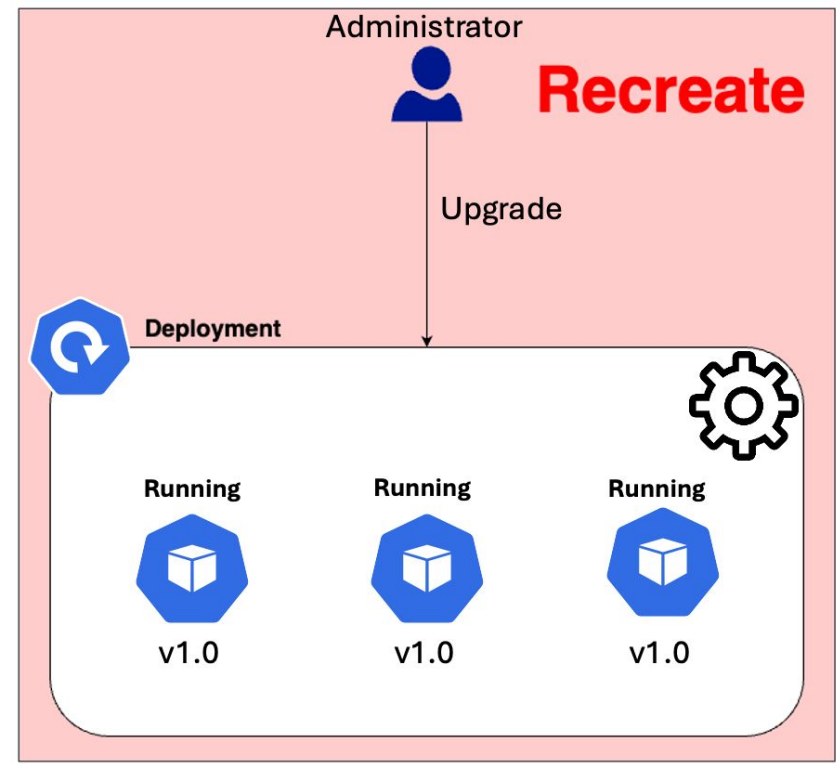 Administrator
Recreate
Upgrade
Deployment
Running Running Running
v1.0 v1.0 v1.0